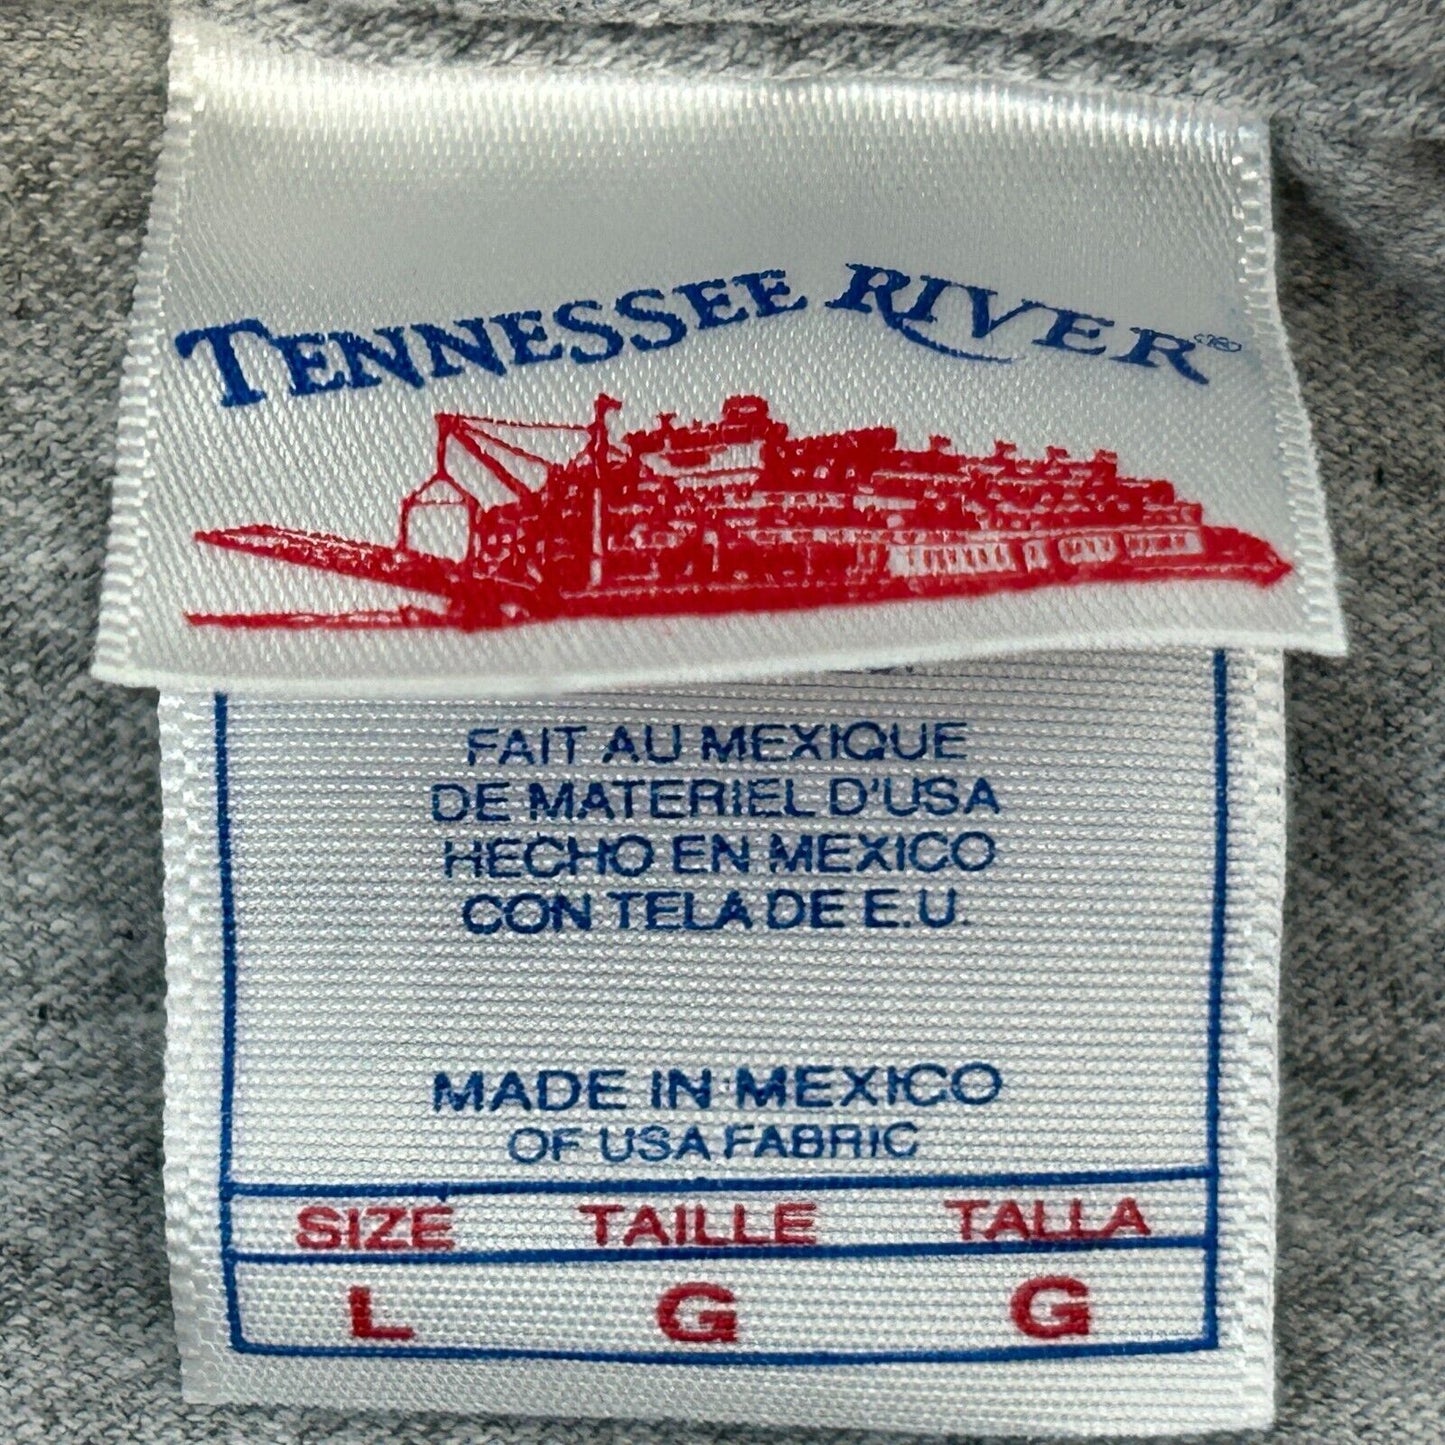 TENNESSEE RIVER
FAIT AU MEXIQUE
DE MATERIEL D'USA
HECHO EN MEXICO
CON TELA DE E.U.
MADE IN MEXICO
OF USA FABRIC
SIZE TAILLE TALLA
L G G